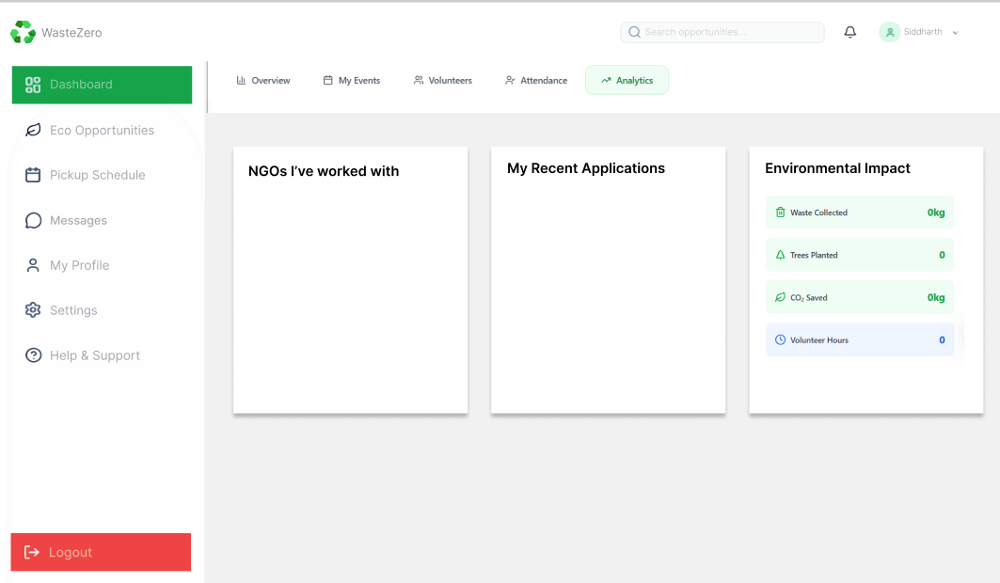 WasteZero
Search opportunities...
Siddharth
Dashboard
Eco Opportunities
Pickup Schedule
Messages
My Profile
Settings
Help & Support
Logout
Overview
My Events
Volunteers
Attendance
Analytics
NGOs I’ve worked with
My Recent Applications
Environmental Impact
Waste Collected 0kg
Trees Planted 0
CO₂ Saved 0kg
Volunteer Hours 0